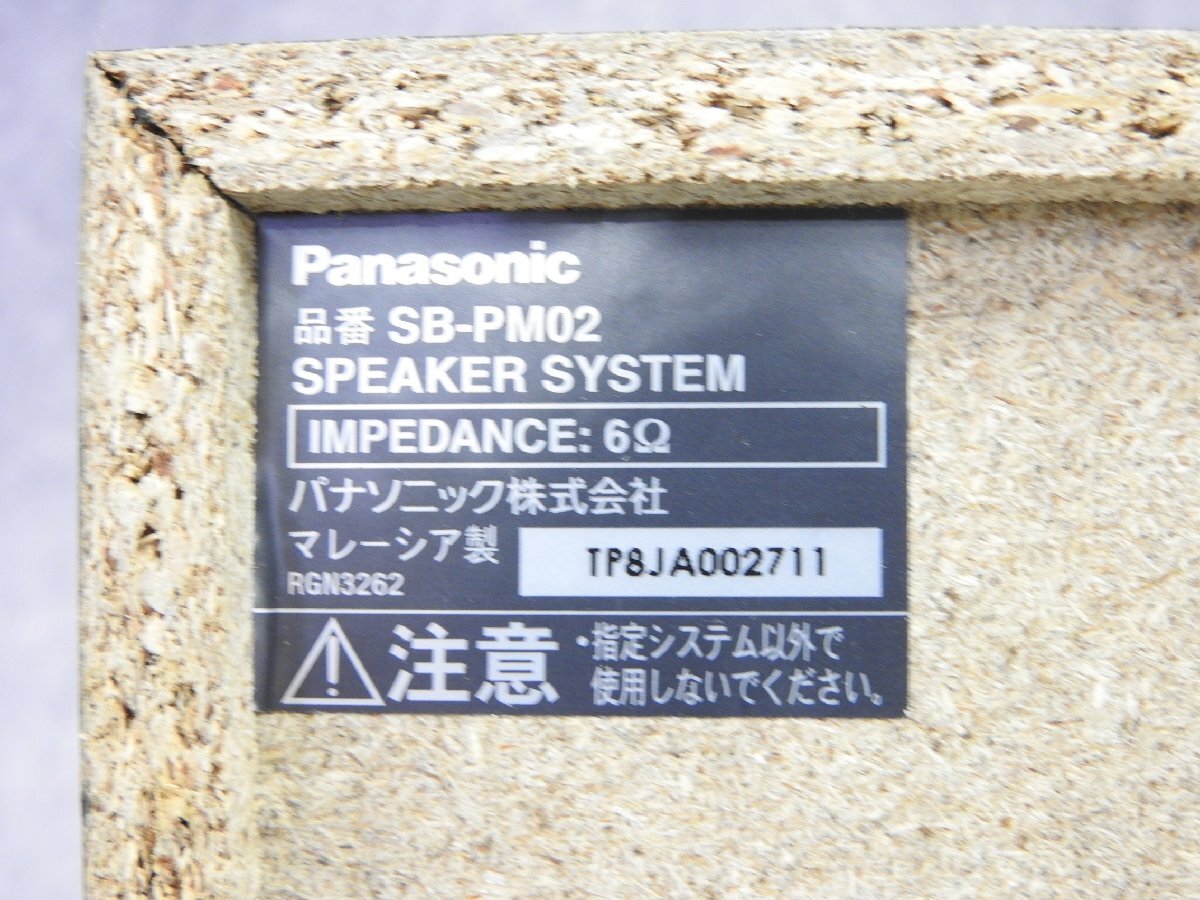 Panasonic
品番 SB-PM02
SPEAKER SYSTEM
IMPEDANCE: 6Ω
パナソニック株式会社
マレーシア製
RGN3262
TP8JA002711
注意
・指定システム以外で
使用しないでください。